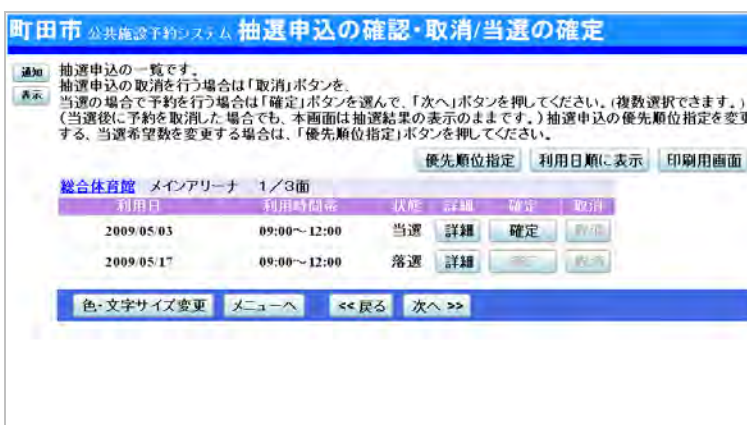 町田市 公共施設予約システム 抽選申込の確認・取消/当選の確定
通知
表示
抽選申込の一覧です。
抽選申込の取消を行う場合は「取消」ボタンを、
当選の場合で予約を行う場合は「確定」ボタンを選んで、「次へ」ボタンを押してください。(複数選択できます。)
(当選後に予約を取消した場合でも、本画面は抽選結果の表示のままです。)抽選申込の優先順位指定を変更
する、当選希望数を変更する場合は、「優先順位指定」ボタンを押してください。
優先順位指定 利用日順に表示 印刷用画面
総合体育館 メインアリーナ 1/3面
利用日 利用時間帯 状態 詳細 確定 取消
2009/05/03 09:00～12:00 当選 詳細 確定 取消
2009/05/17 09:00～12:00 落選 詳細 確定 取消
色・文字サイズ変更 メニューへ <<戻る 次へ>>